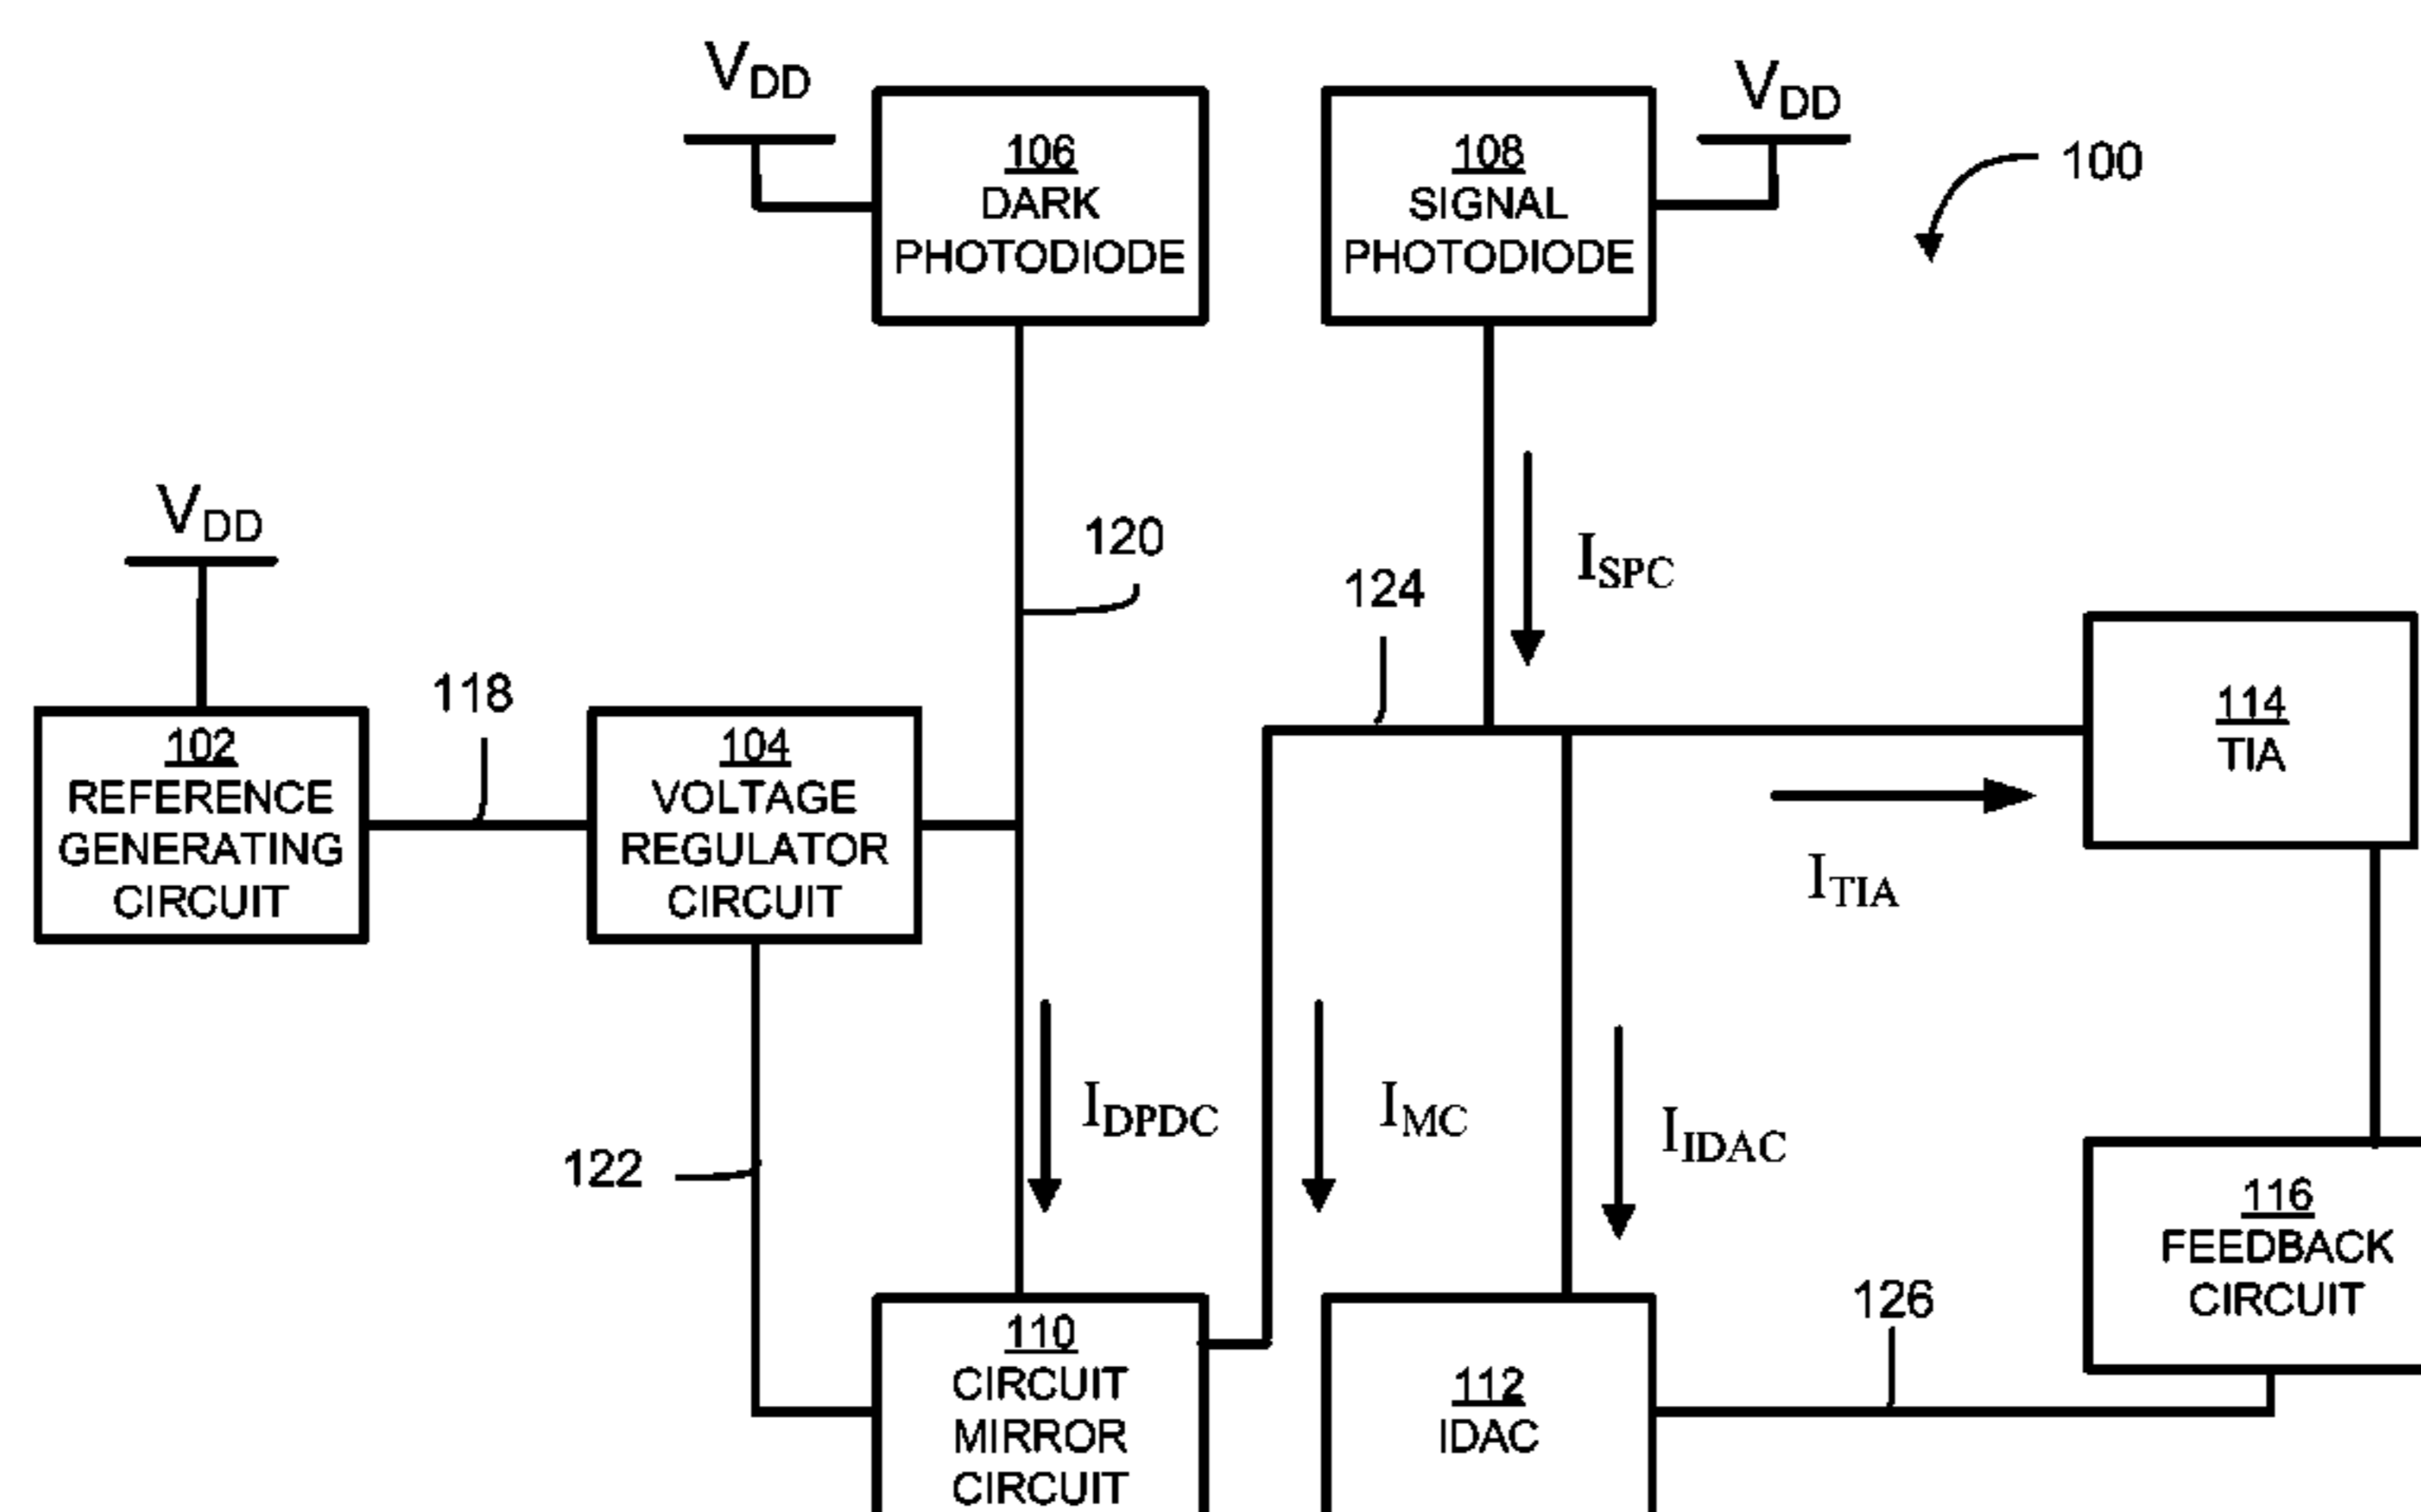 VDD
106
DARK
PHOTODIODE
108
SIGNAL
PHOTODIODE
VDD
100
VDD
120
124
ISPC
118
102
REFERENCE
GENERATING
CIRCUIT
104
VOLTAGE
REGULATOR
CIRCUIT
114
TIA
ITIA
122
IDPDC
IMC
IIDAC
116
FEEDBACK
CIRCUIT
126
110
CIRCUIT
MIRROR
CIRCUIT
112
IDAC